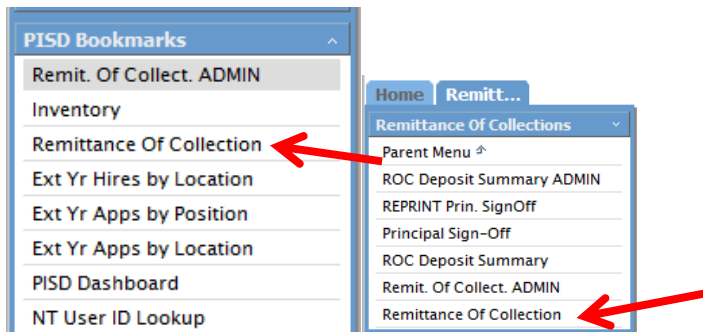 PISD Bookmarks
Remit. Of Collect. ADMIN
Inventory
Remittance Of Collection
Ext Yr Hires by Location
Ext Yr Apps by Position
Ext Yr Apps by Location
PISD Dashboard
NT User ID Lookup
Home Remitt...
Remittance Of Collections
Parent Menu
ROC Deposit Summary ADMIN
REPRINT Prin. SignOff
Principal Sign-Off
ROC Deposit Summary
Remit. Of Collect. ADMIN
Remittance Of Collection